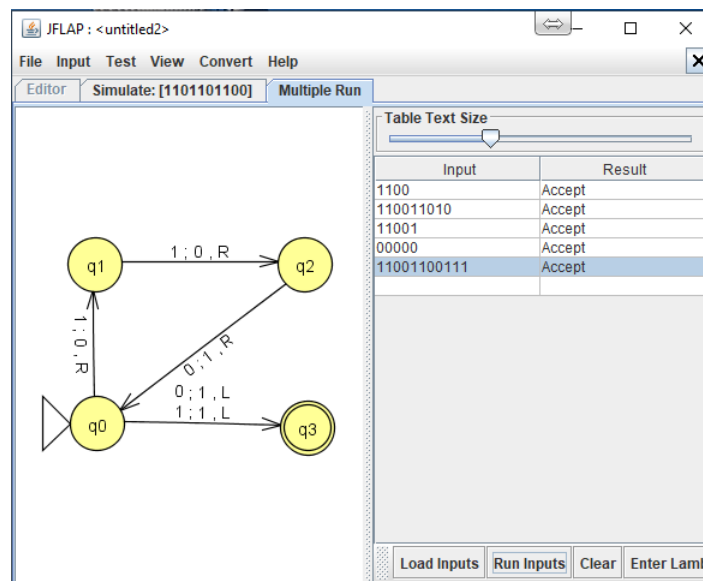 JFLAP : <untitled2>
File Input Test View Convert Help
Editor Simulate: [1101101100] Multiple Run
Table Text Size
Input Result
1100 Accept
110011010 Accept
11001 Accept
00000 Accept
11001100111 Accept
q1 1 ; 0 , R q2
1 ; 0 , R
0 ; 1 , R
0 ; 1 , L
1 ; 1 , L
q0 q3
Load Inputs Run Inputs Clear Enter Lam